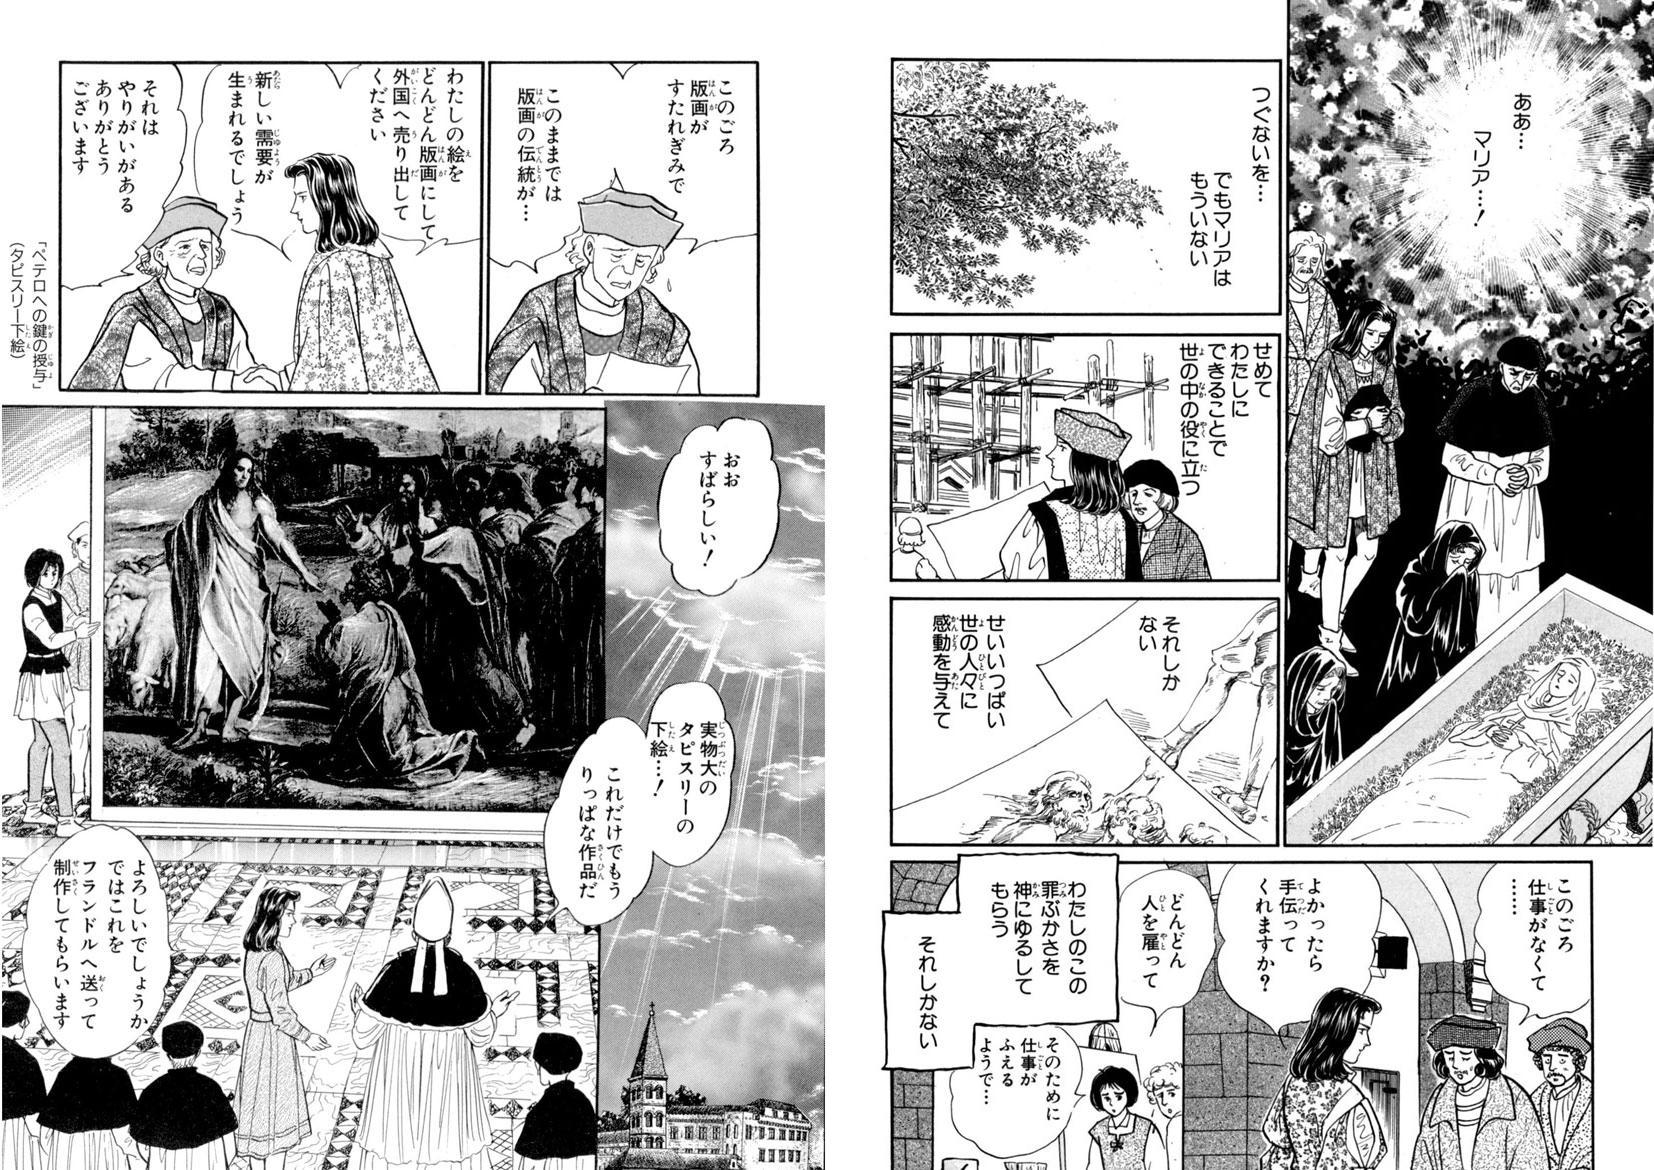 ああ…
マリア…！
つぐないを…
でもマリアは
もういない
せめて
わたしに
できることで
世の中の役に立つ
それしか
ない
せいいっぱい
世の人々に
感動を与えて
このごろ
仕事がなくて
……
よかったら
手伝って
くれますか？
どんどん
人を雇って
そのために
仕事が
ふえる
ようで…
わたしのこの
罪ぶかさを
神にゆるして
もらう
それしかない
このごろ
版画が
すたれぎみで
このままでは
版画の伝統が…
わたしの絵を
どんどん版画にして
外国へ売り出して
ください
新しい需要が
生まれるでしょう
それは
やりがいがある
ありがとう
ございます
「ペテロへの鍵の授与」
（タピスリー下絵）
おお
すばらしい！
実物大の
タピスリーの
下絵…！
これだけでもう
りっぱな作品だ
よろしいでしょうか
ではこれを
フランドルへ送って
制作してもらいます